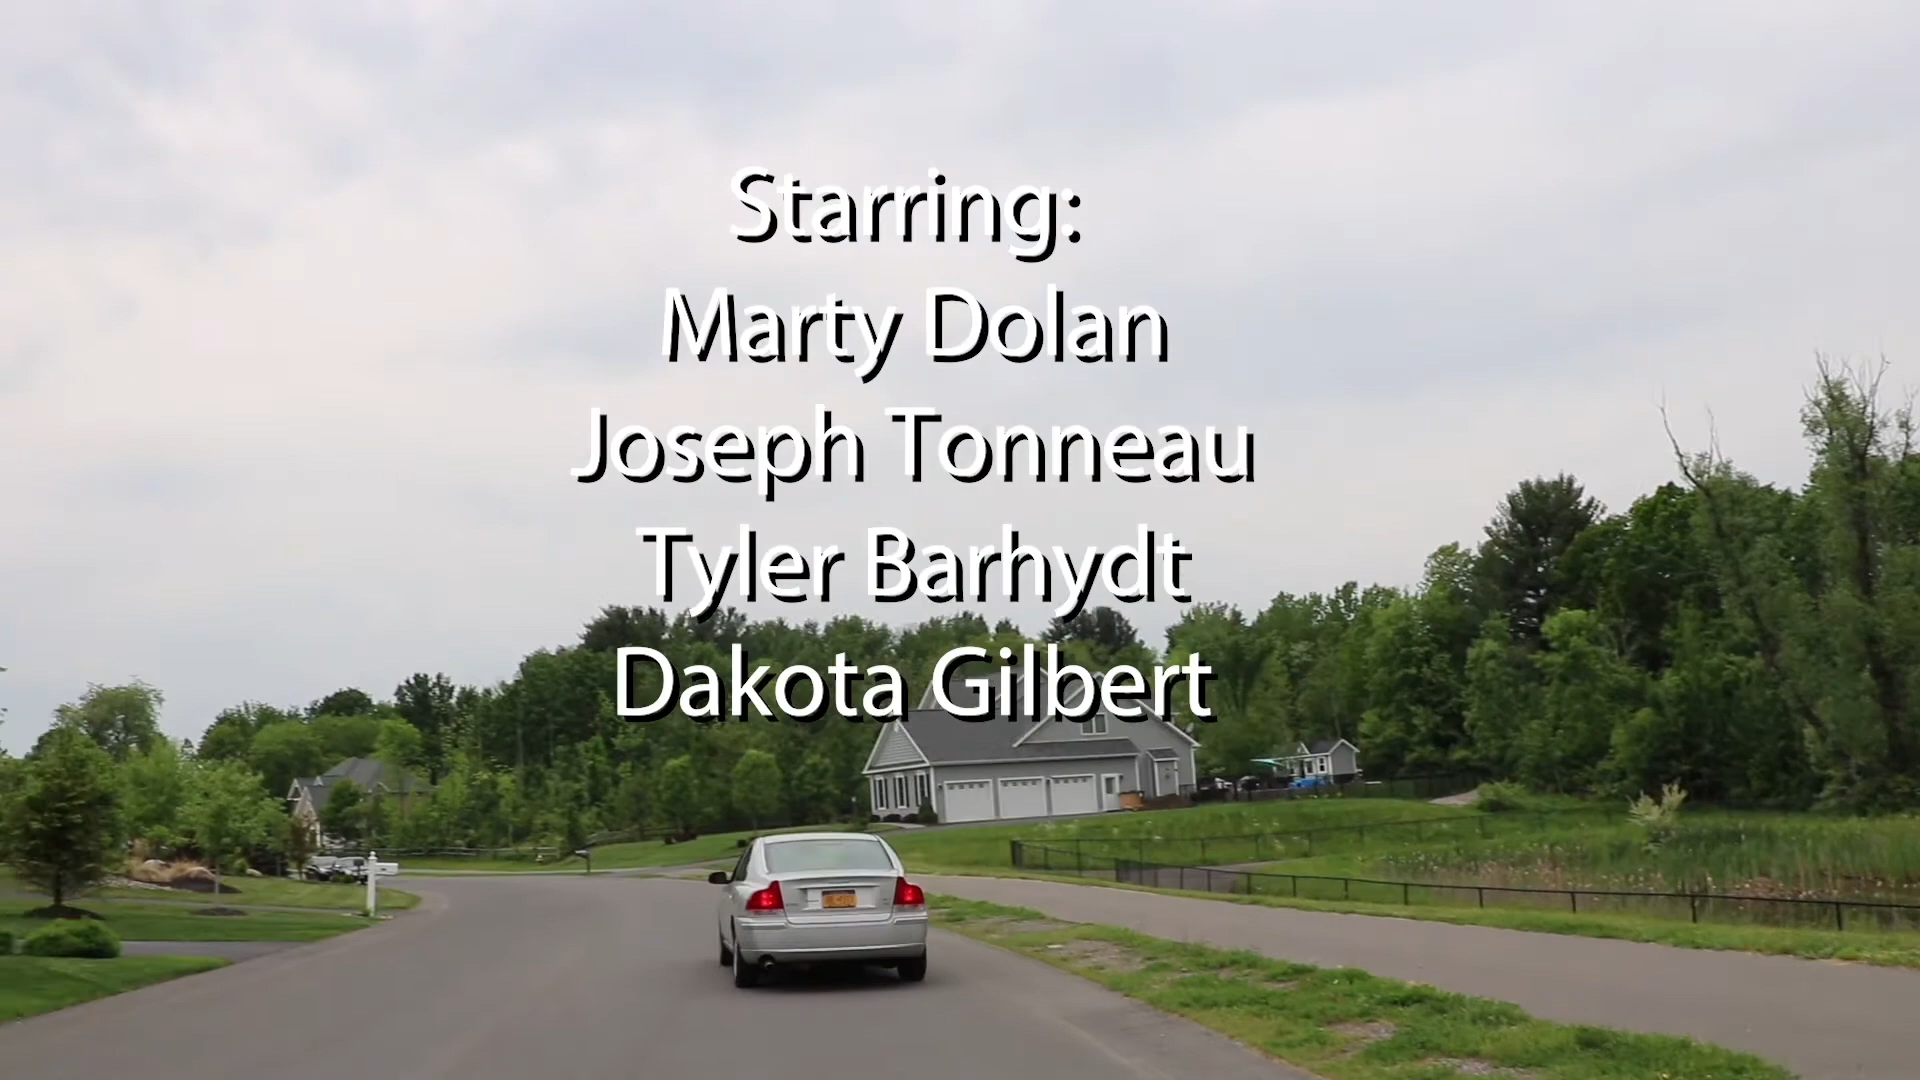 Starring:
Marty Dolan
Joseph Tonneau
Tyler Barhydt
Dakota Gilbert